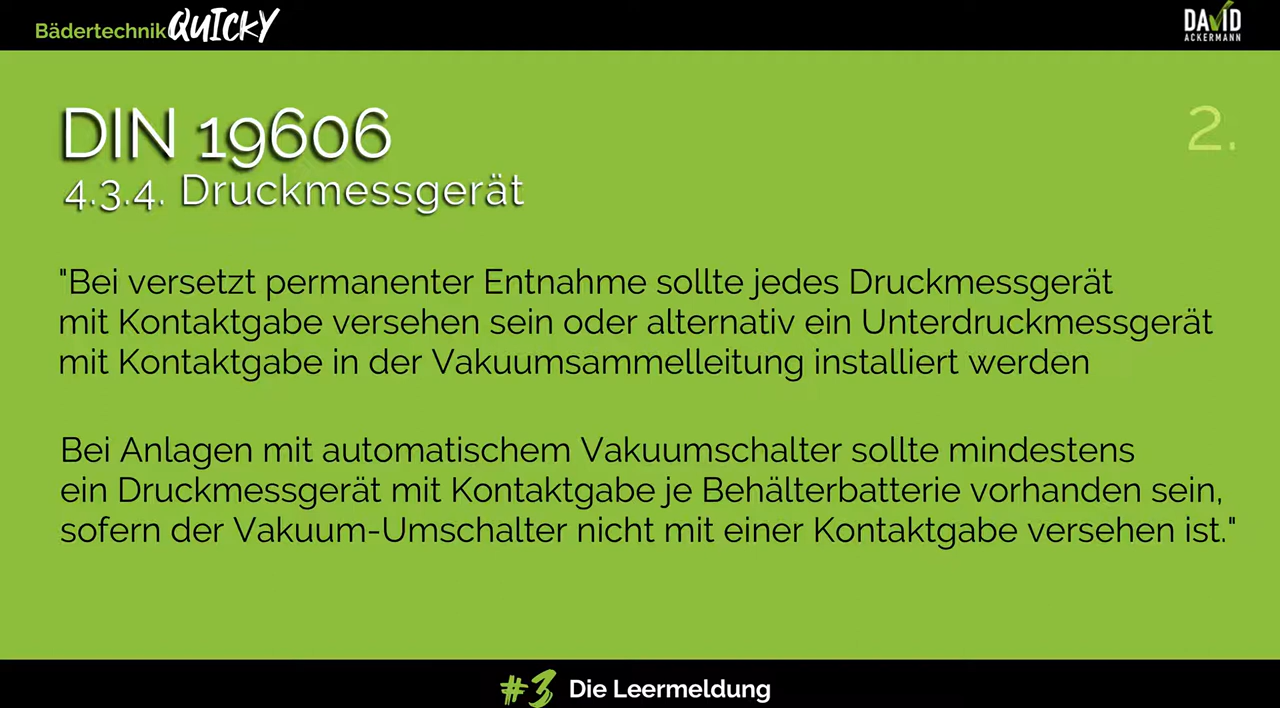 Bädertechnik QUICKY
DAVID
ACKERMANN
DIN 19606
2.
4.3.4. Druckmessgerät
"Bei versetzt permanenter Entnahme sollte jedes Druckmessgerät
mit Kontaktgabe versehen sein oder alternativ ein Unterdruckmessgerät
mit Kontaktgabe in der Vakuumsammelleitung installiert werden
Bei Anlagen mit automatischem Vakuumschalter sollte mindestens
ein Druckmessgerät mit Kontaktgabe je Behälterbatterie vorhanden sein,
sofern der Vakuum-Umschalter nicht mit einer Kontaktgabe versehen ist."
#3 Die Leermeldung